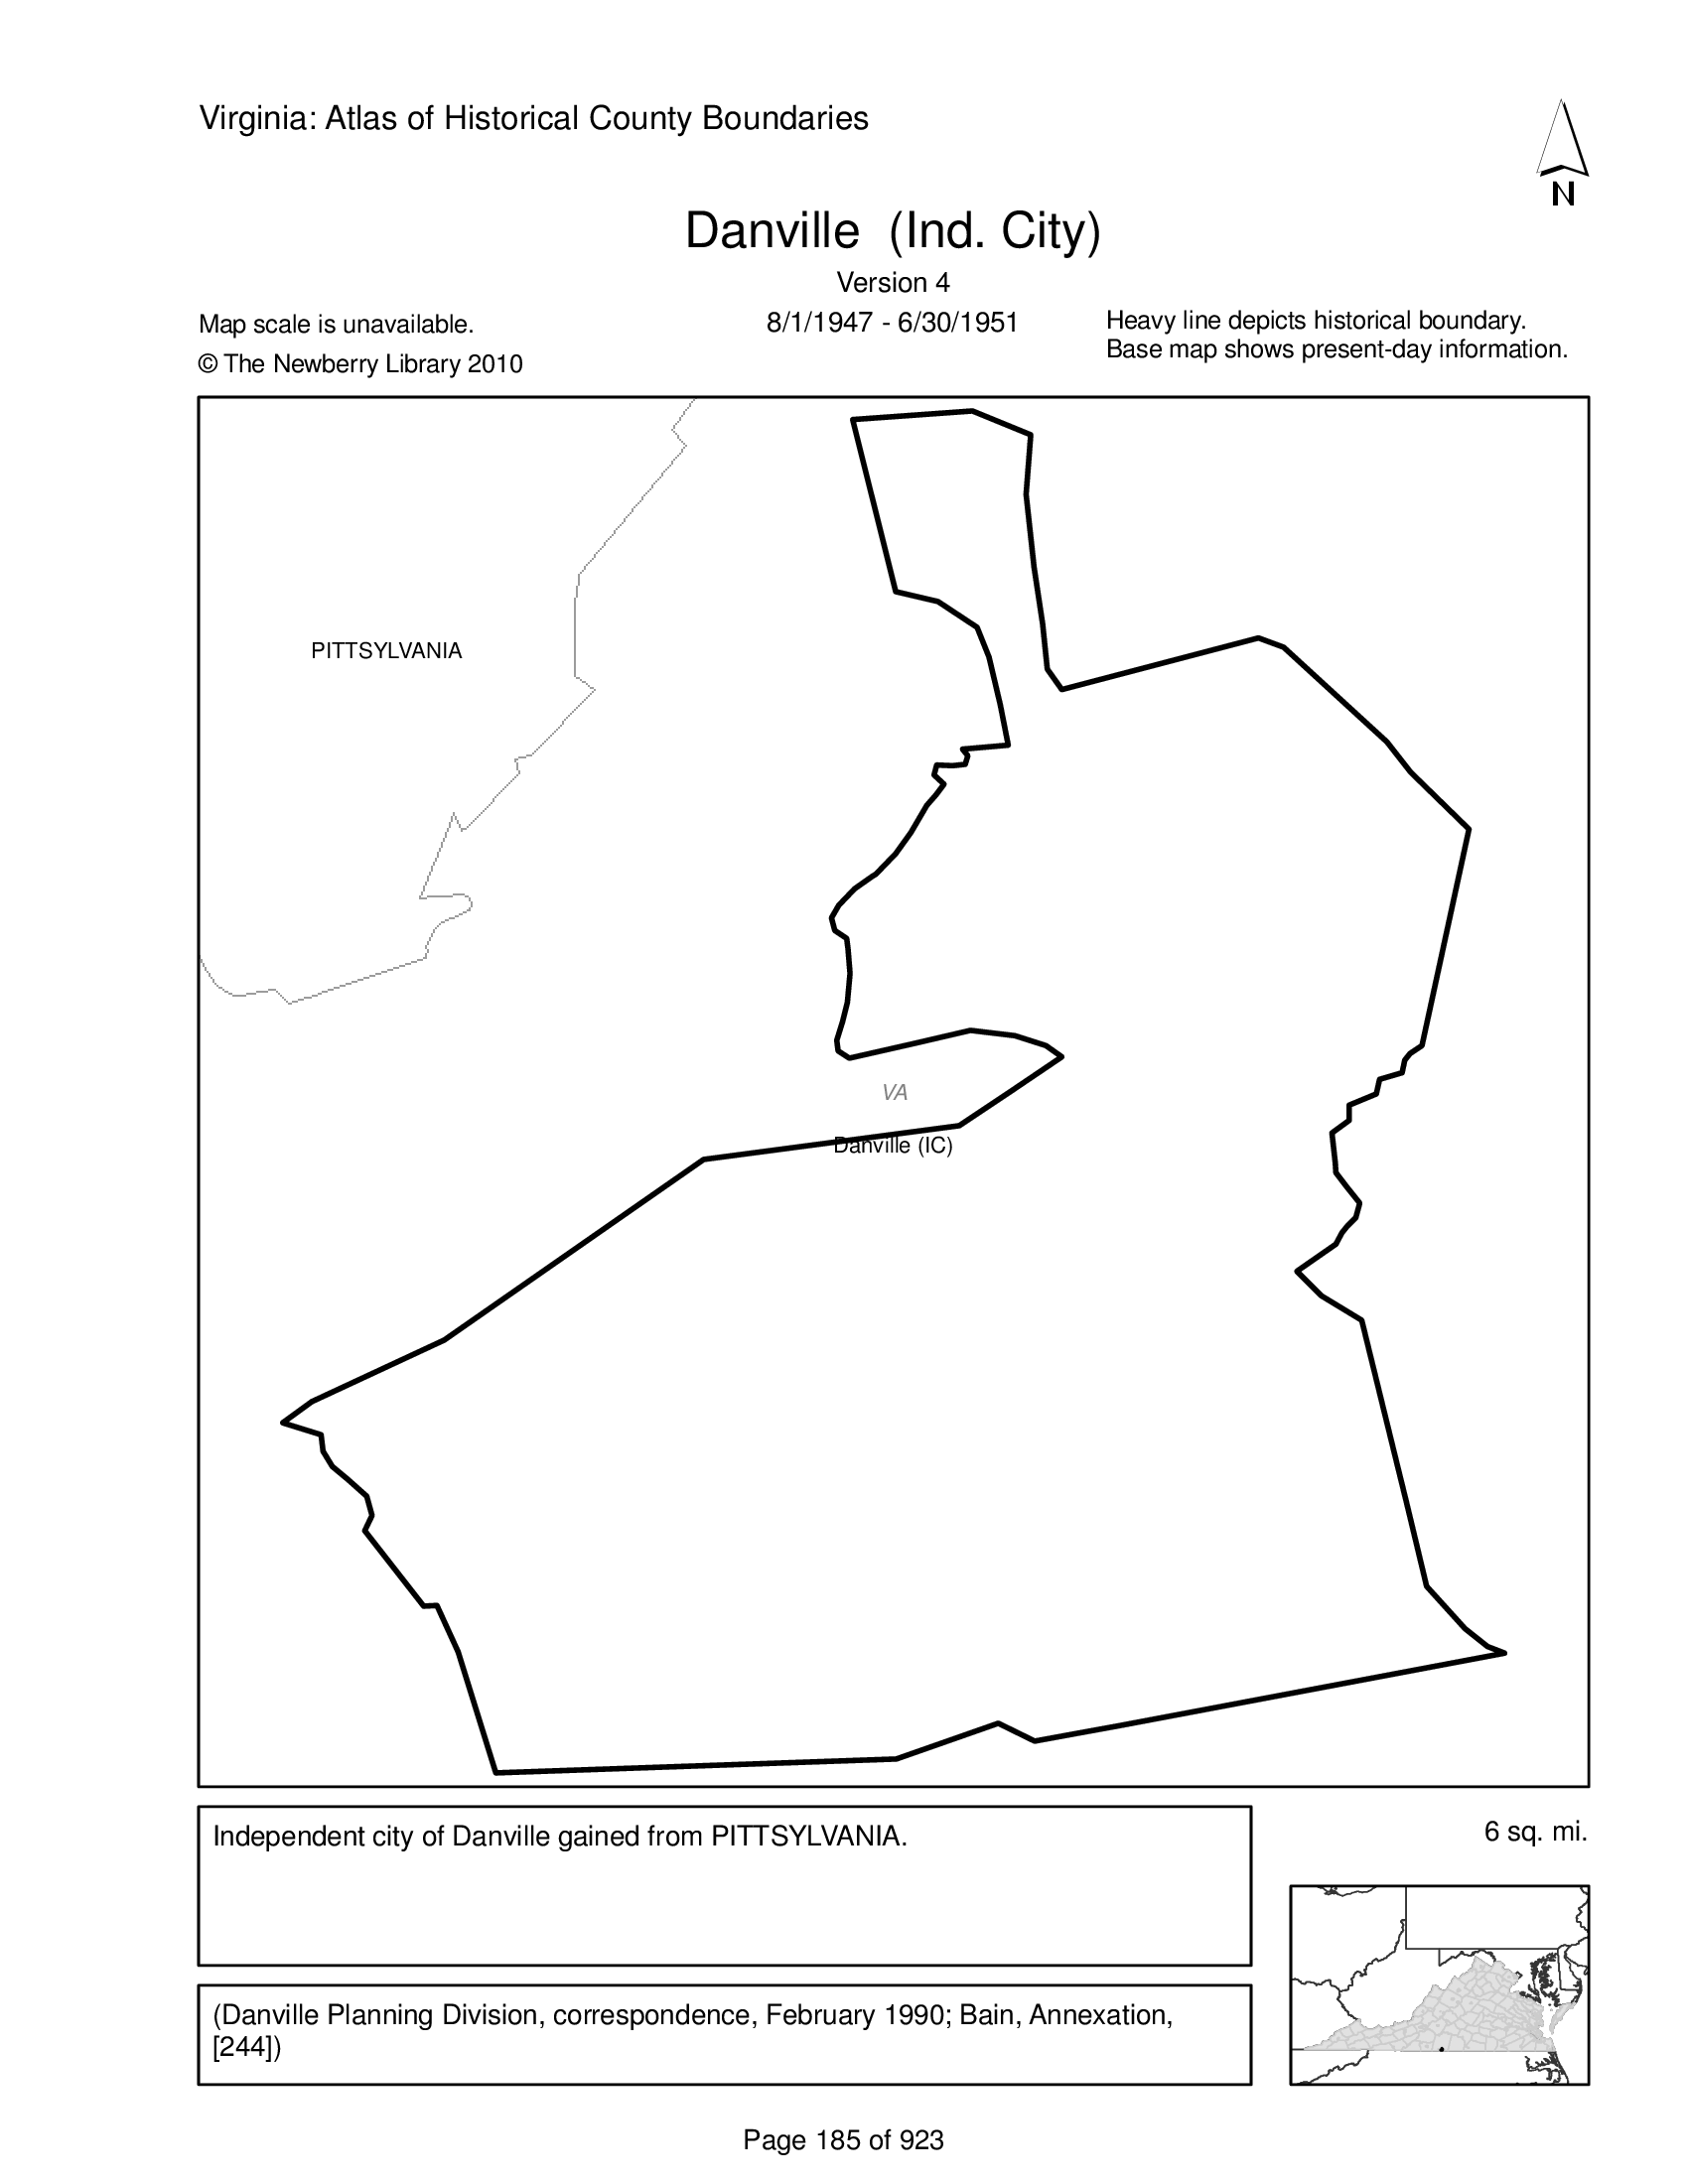 Virginia: Atlas of Historical County Boundaries
N
Danville (Ind. City)
Version 4
8/1/1947 - 6/30/1951
Map scale is unavailable.
© The Newberry Library 2010
Heavy line depicts historical boundary.
Base map shows present-day information.
PITTSYLVANIA
VA
Danville (IC)
Independent city of Danville gained from PITTSYLVANIA.
6 sq. mi.
(Danville Planning Division, correspondence, February 1990; Bain, Annexation,
[244])
Page 185 of 923